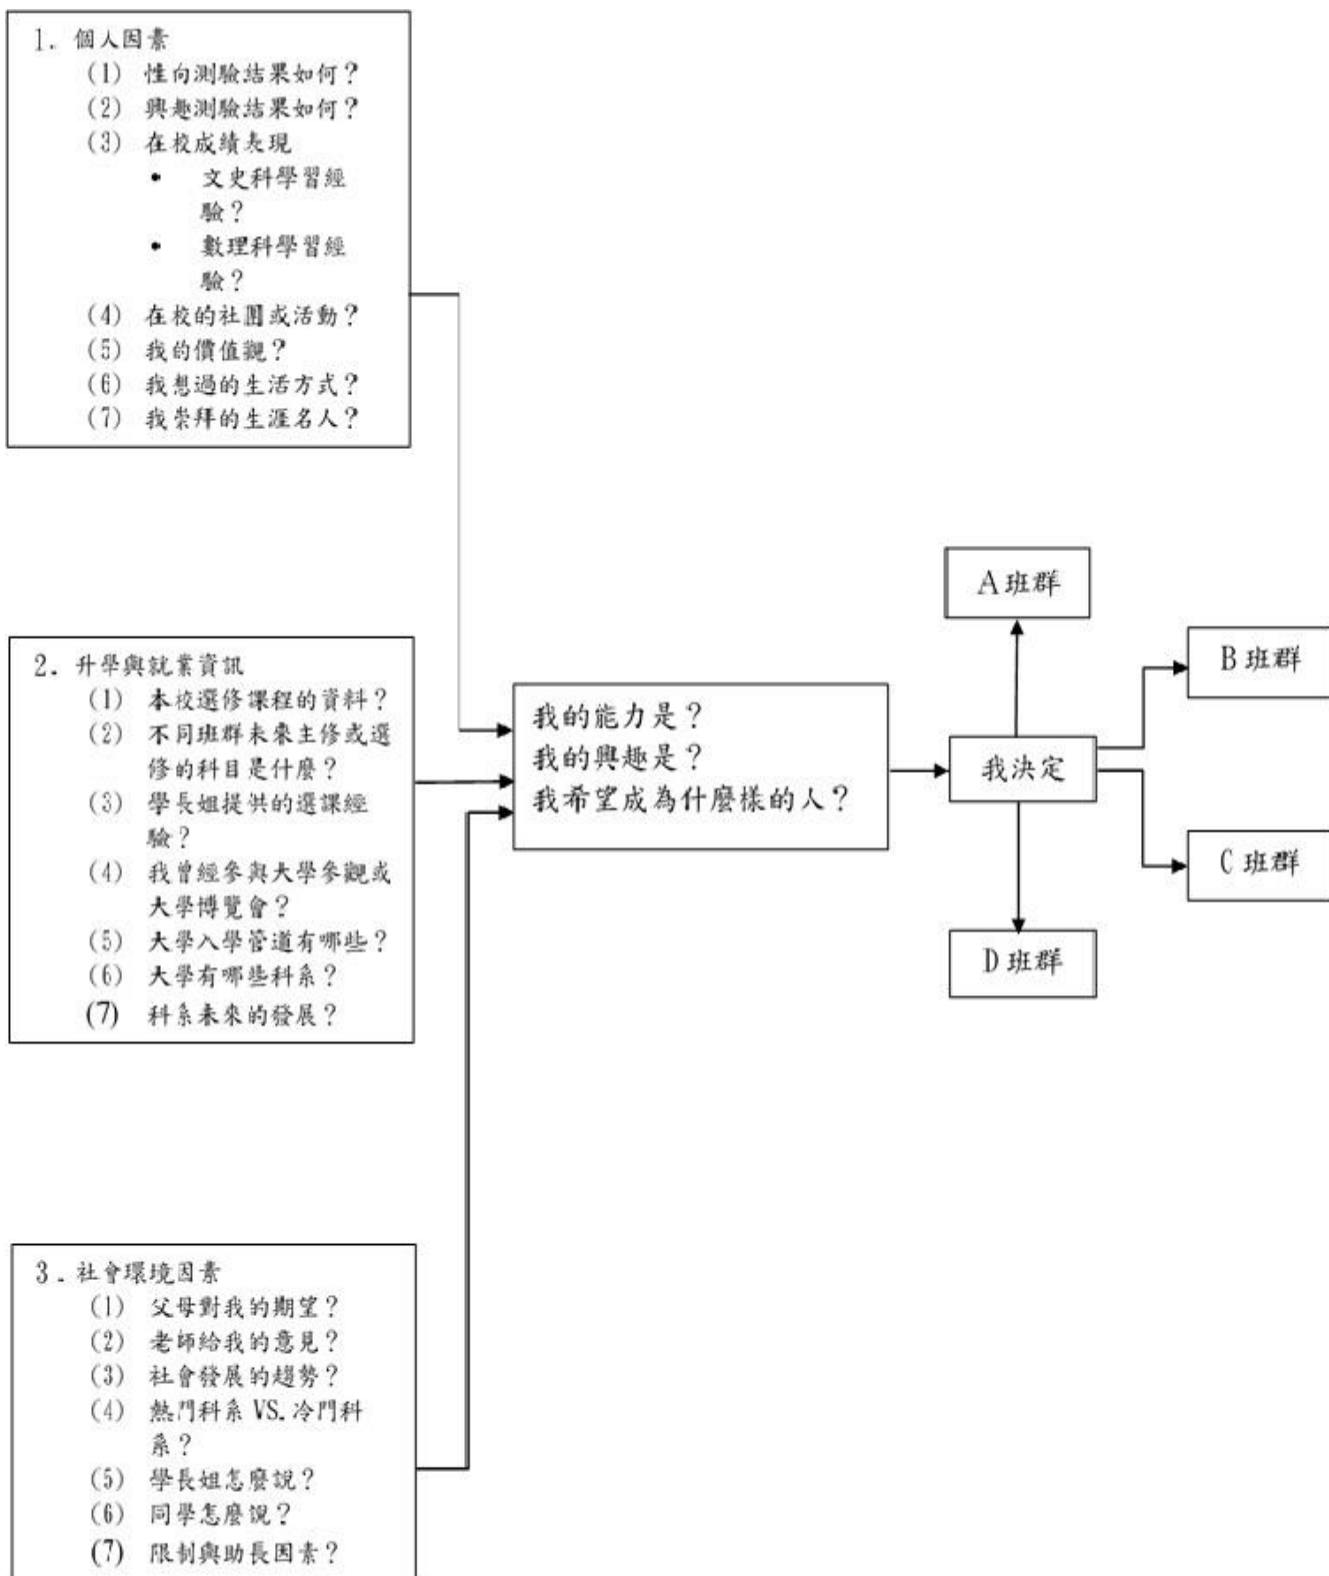 1. 個人因素
(1) 性向測驗結果如何？
(2) 興趣測驗結果如何？
(3) 在校成績表現
• 文史科學習經
驗？
• 數理科學習經
驗？
(4) 在校的社團或活動？
(5) 我的價值觀？
(6) 我想過的生活方式？
(7) 我崇拜的生涯名人？
2. 升學與就業資訊
(1) 本校選修課程的資料？
(2) 不同班群未來主修或選
修的科目是什麼？
(3) 學長姐提供的選課經
驗？
(4) 我曾經參與大學參觀或
大學博覽會？
(5) 大學入學管道有哪些？
(6) 大學有哪些科系？
(7) 科系未來的發展？
3. 社會環境因素
(1) 父母對我的期望？
(2) 老師給我的意見？
(3) 社會發展的趨勢？
(4) 熱門科系 VS. 冷門科
系？
(5) 學長姐怎麼說？
(6) 同學怎麼說？
(7) 限制與助長因素？
我的能力是？
我的興趣是？
我希望成為什麼樣的人？
我決定
A 班群
B 班群
C 班群
D 班群